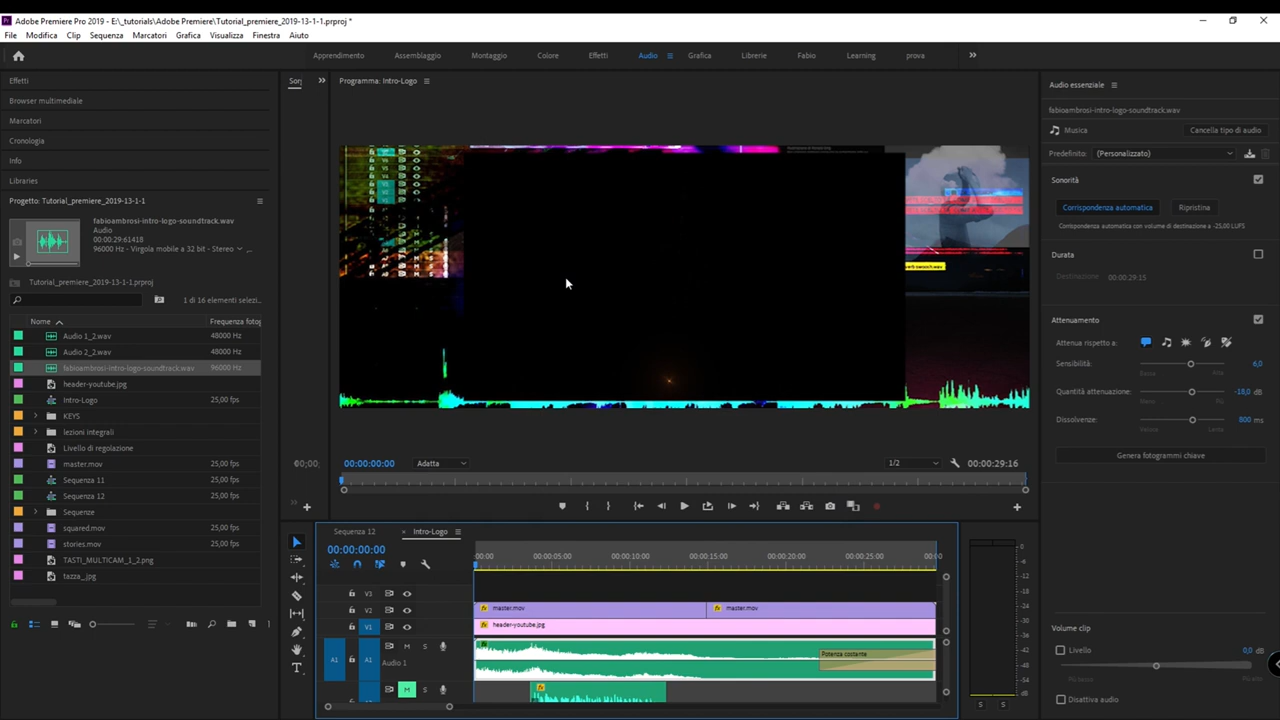 Adobe Premiere Pro 2019 - E:\_tutorials\Adobe Premiere\Tutorial_premiere_2019-13-1-1.prproj *
File Modifica Clip Sequenza Marcatori Grafica Visualizza Finestra Aiuto
Apprendimento Assemblaggio Montaggio Colore Effetti Audio Grafica Librerie Fabio Learning prova
Effetti
Browser multimediale
Marcatori
Cronologia
Info
Libraries
Progetto: Tutorial_premiere_2019-13-1-1
fabioambrosi-intro-logo-soundtrack.wav
Audio
00:00:29:61418
96000 Hz - Virgola mobile a 32 bit - Stereo
Tutorial_premiere_2019-13-1-1.prproj
1 di 16 elementi selezi...
Nome Frequenza fotog
Audio 1_2.wav 48000 Hz
Audio 2_2.wav 48000 Hz
fabioambrosi-intro-logo-soundtrack.wav 96000 Hz
header-youtube.jpg
Intro-Logo 25,00 fps
KEYS
lezioni integrali
Livello di regolazione
master.mov 25,00 fps
Sequenza 11 25,00 fps
Sequenza 12 25,00 fps
Sequenze
squared.mov 25,00 fps
stories.mov 25,00 fps
TASTI_MULTICAM_1_2.png
tazza_.jpg
Programma: Intro-Logo
00:00:00:00 Adatta 1/2 00:00:29:16
Sequenza 12 × Intro-Logo
00:00:00:00
:00:00 00:00:05:00 00:00:10:00 00:00:15:00 00:00:20:00 00:00:25:00 00:00
V3
V2 master.mov master.mov
V1 header-youtube.jpg
A1 A1 M S
Audio 1
Potenza costante
M S
0
-6
-12
-18
-24
-30
-36
-42
-48
-54
dB
S S
Audio essenziale
fabioambrosi-intro-logo-soundtrack.wav
Musica Cancella tipo di audio
Predefinito: (Personalizzato)
Sonorità
Corrispondenza automatica Ripristina
Corrispondenza automatica con volume di destinazione a -25,00 LUFS
Durata
Destinazione 00:00:29:15
Attenuamento
Attenua rispetto a:
Sensibilità: 6,0
Bassa Alta
Quantità attenuazione: -18,0 dB
Meno Più
Dissolvenze: 800 ms
Veloce Lenta
Genera fotogrammi chiave
Volume clip
Livello 0,0 dB
Più basso Più alto
Disattiva audio